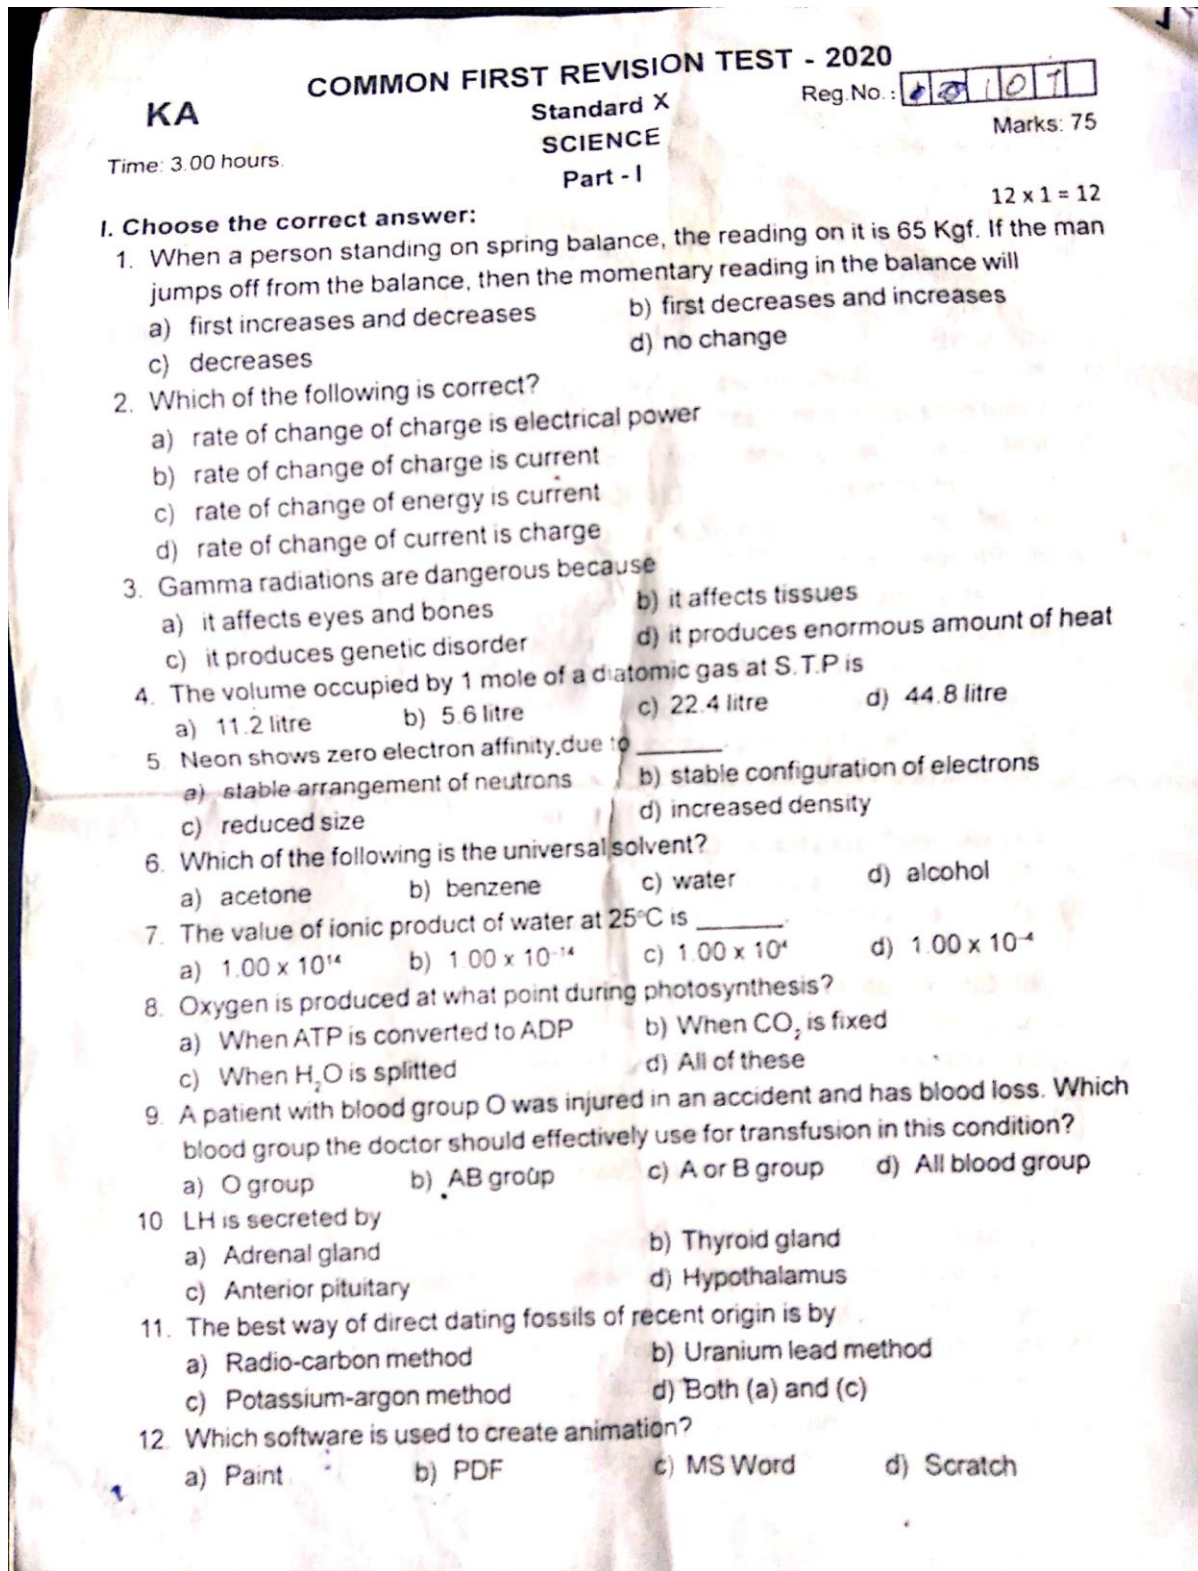 COMMON FIRST REVISION TEST - 2020
KA
Standard X
Reg.No. :
Time: 3.00 hours.
SCIENCE
Marks: 75
Part - I
I. Choose the correct answer:
12 x 1 = 12
1. When a person standing on spring balance, the reading on it is 65 Kgf. If the man
jumps off from the balance, then the momentary reading in the balance will
a) first increases and decreases b) first decreases and increases
c) decreases d) no change
2. Which of the following is correct?
a) rate of change of charge is electrical power
b) rate of change of charge is current
c) rate of change of energy is current
d) rate of change of current is charge
3. Gamma radiations are dangerous because
a) it affects eyes and bones b) it affects tissues
c) it produces genetic disorder d) it produces enormous amount of heat
4. The volume occupied by 1 mole of a diatomic gas at S.T.P is
a) 11.2 litre b) 5.6 litre c) 22.4 litre d) 44.8 litre
5. Neon shows zero electron affinity due to ______.
a) stable arrangement of neutrons b) stable configuration of electrons
c) reduced size d) increased density
6. Which of the following is the universal solvent?
a) acetone b) benzene c) water d) alcohol
7. The value of ionic product of water at 25°C is ______.
a) 1.00 x 10¹⁴ b) 1.00 x 10⁻¹⁴ c) 1.00 x 10⁴ d) 1.00 x 10⁻⁴
8. Oxygen is produced at what point during photosynthesis?
a) When ATP is converted to ADP b) When CO₂ is fixed
c) When H₂O is splitted d) All of these
9. A patient with blood group O was injured in an accident and has blood loss. Which
blood group the doctor should effectively use for transfusion in this condition?
a) O group b) AB group c) A or B group d) All blood group
10 LH is secreted by
a) Adrenal gland b) Thyroid gland
c) Anterior pituitary d) Hypothalamus
11. The best way of direct dating fossils of recent origin is by
a) Radio-carbon method b) Uranium lead method
c) Potassium-argon method d) Both (a) and (c)
12. Which software is used to create animation?
a) Paint b) PDF c) MS Word d) Scratch